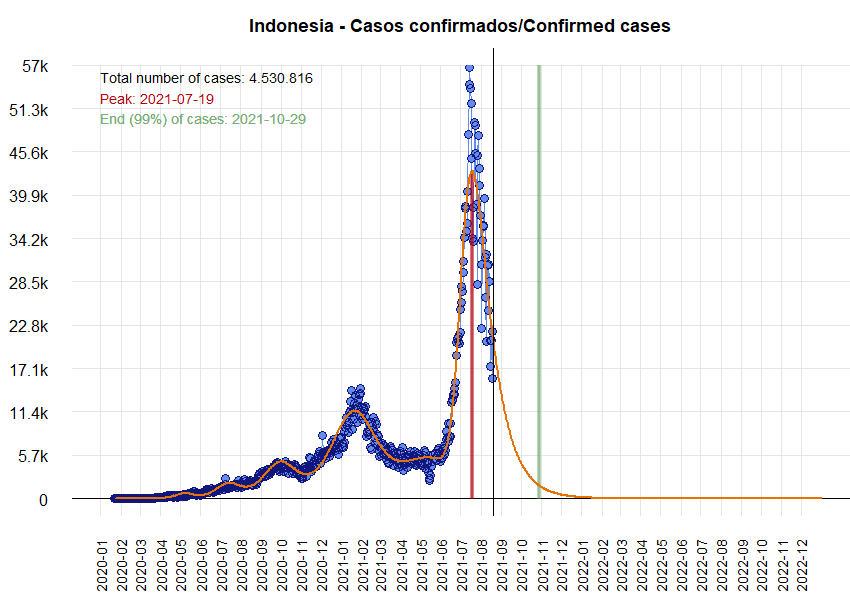 Indonesia - Casos confirmados/Confirmed cases
57k
Total number of cases: 4.530.816
Peak: 2021-07-19
End (99%) of cases: 2021-10-29
51.3k
45.6k
39.9k
34.2k
28.5k
22.8k
17.1k
11.4k
5.7k
0
2020-01
2020-02
2020-03
2020-04
2020-05
2020-06
2020-07
2020-08
2020-09
2020-10
2020-11
2020-12
2021-01
2021-02
2021-03
2021-04
2021-05
2021-06
2021-07
2021-08
2021-09
2021-10
2021-11
2021-12
2022-01
2022-02
2022-03
2022-04
2022-05
2022-06
2022-07
2022-08
2022-09
2022-10
2022-11
2022-12